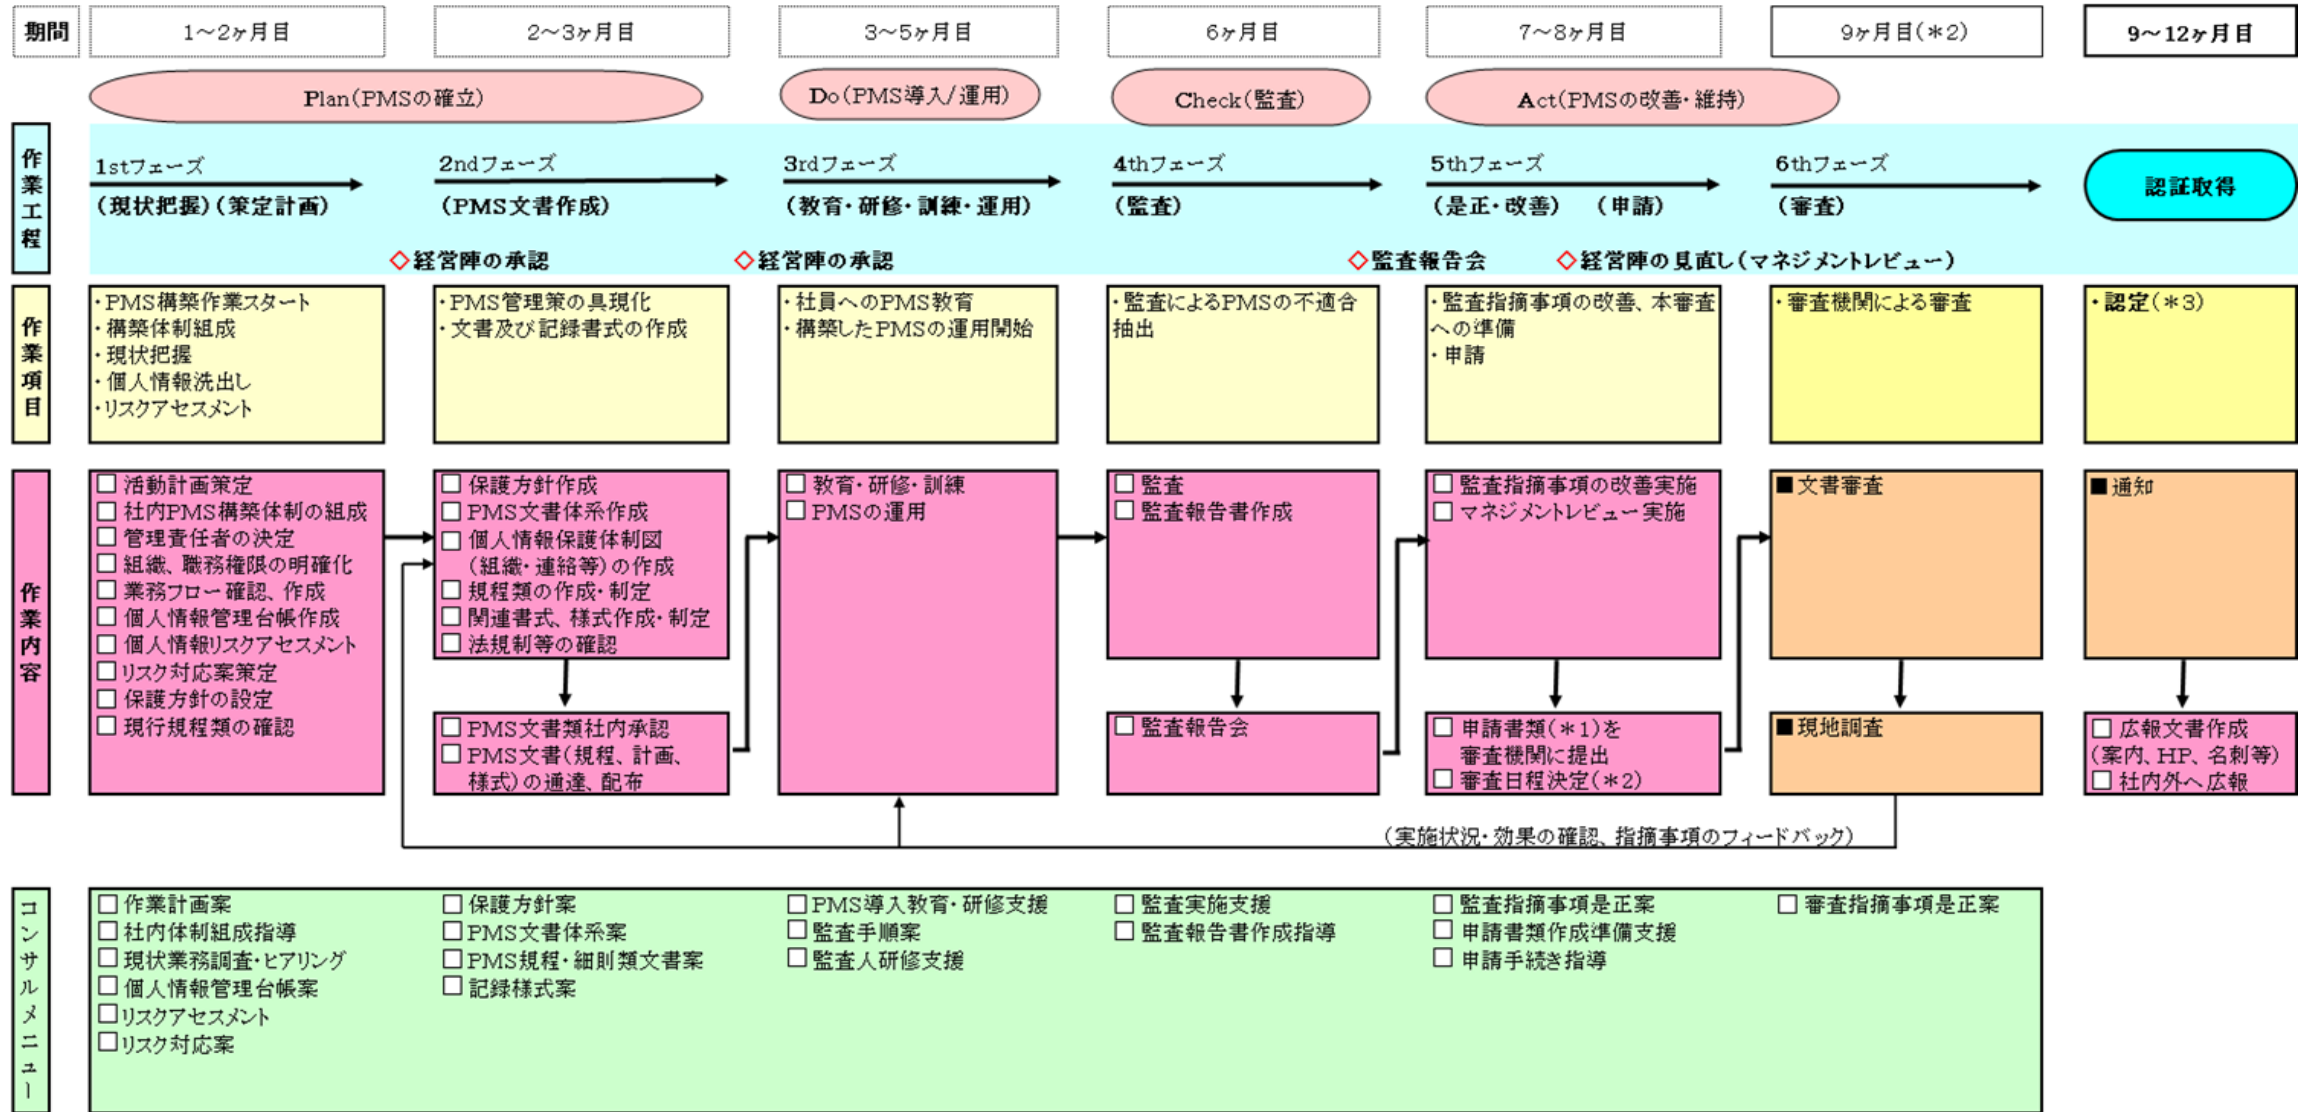 期間
1～2ヶ月目
2～3ヶ月目
3～5ヶ月目
6ヶ月目
7～8ヶ月目
9ヶ月目(＊2)
9～12ヶ月目
Plan(PMSの確立)
Do(PMS導入/運用)
Check(監査)
Act(PMSの改善・維持)
作業工程
1stフェーズ
(現状把握)(策定計画)
2ndフェーズ
(PMS文書作成)
3rdフェーズ
(教育・研修・訓練・運用)
4thフェーズ
(監査)
5thフェーズ
(是正・改善) (申請)
6thフェーズ
(審査)
認証取得
◇経営陣の承認
◇経営陣の承認
◇監査報告会
◇経営陣の見直し(マネジメントレビュー)
作業項目
・PMS構築作業スタート
・構築体制組成
・現状把握
・個人情報洗出し
・リスクアセスメント
・PMS管理策の具現化
・文書及び記録書式の作成
・社員へのPMS教育
・構築したPMSの運用開始
・監査によるPMSの不適合
抽出
・監査指摘事項の改善、本審査
への準備
・申請
・審査機関による審査
・認定(＊3)
作業内容
□ 活動計画策定
□ 社内PMS構築体制の組成
□ 管理責任者の決定
□ 組織、職務権限の明確化
□ 業務フロー確認、作成
□ 個人情報管理台帳作成
□ 個人情報リスクアセスメント
□ リスク対応案策定
□ 保護方針の設定
□ 現行規程類の確認
□ 保護方針作成
□ PMS文書体系作成
□ 個人情報保護体制図
(組織・連絡等)の作成
□ 規程類の作成・制定
□ 関連書式、様式作成・制定
□ 法規制等の確認
□ PMS文書類社内承認
□ PMS文書(規程、計画、
様式)の通達、配布
□ 教育・研修・訓練
□ PMSの運用
□ 監査
□ 監査報告書作成
□ 監査報告会
□ 監査指摘事項の改善実施
□ マネジメントレビュー実施
□ 申請書類(＊1)を
審査機関に提出
□ 審査日程決定(＊2)
■文書審査
■現地調査
■通知
□ 広報文書作成
(案内、HP、名刺等)
□ 社内外へ広報
(実施状況・効果の確認、指摘事項のフィードバック)
コンサルメニュー
□ 作業計画案
□ 社内体制組成指導
□ 現状業務調査・ヒアリング
□ 個人情報管理台帳案
□ リスクアセスメント
□ リスク対応案
□ 保護方針案
□ PMS文書体系案
□ PMS規程・細則類文書案
□ 記録様式案
□ PMS導入教育・研修支援
□ 監査手順案
□ 監査人研修支援
□ 監査実施支援
□ 監査報告書作成指導
□ 監査指摘事項是正案
□ 申請書類作成準備支援
□ 申請手続き指導
□ 審査指摘事項是正案